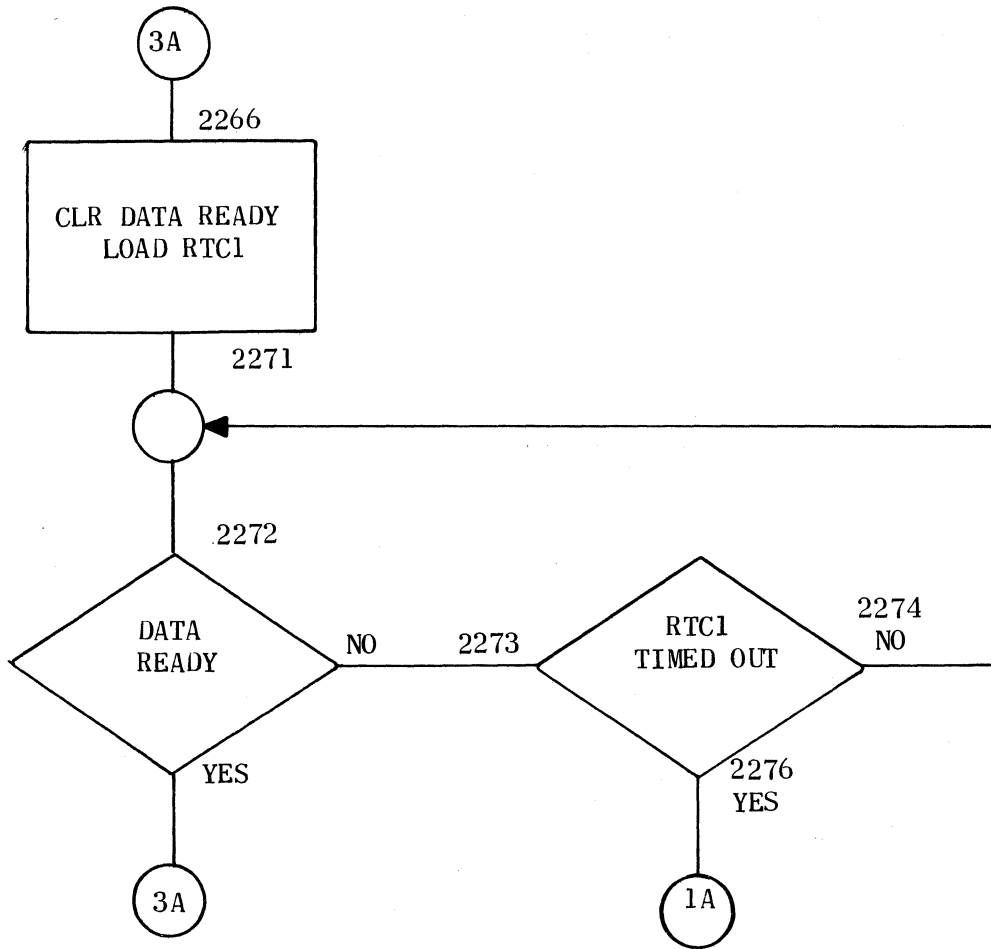 3A
2266
CLR DATA READY
LOAD RTC1
2271
2272
DATA
READY
NO
2273
RTC1
TIMED OUT
2274
NO
YES
2276
YES
3A
1A